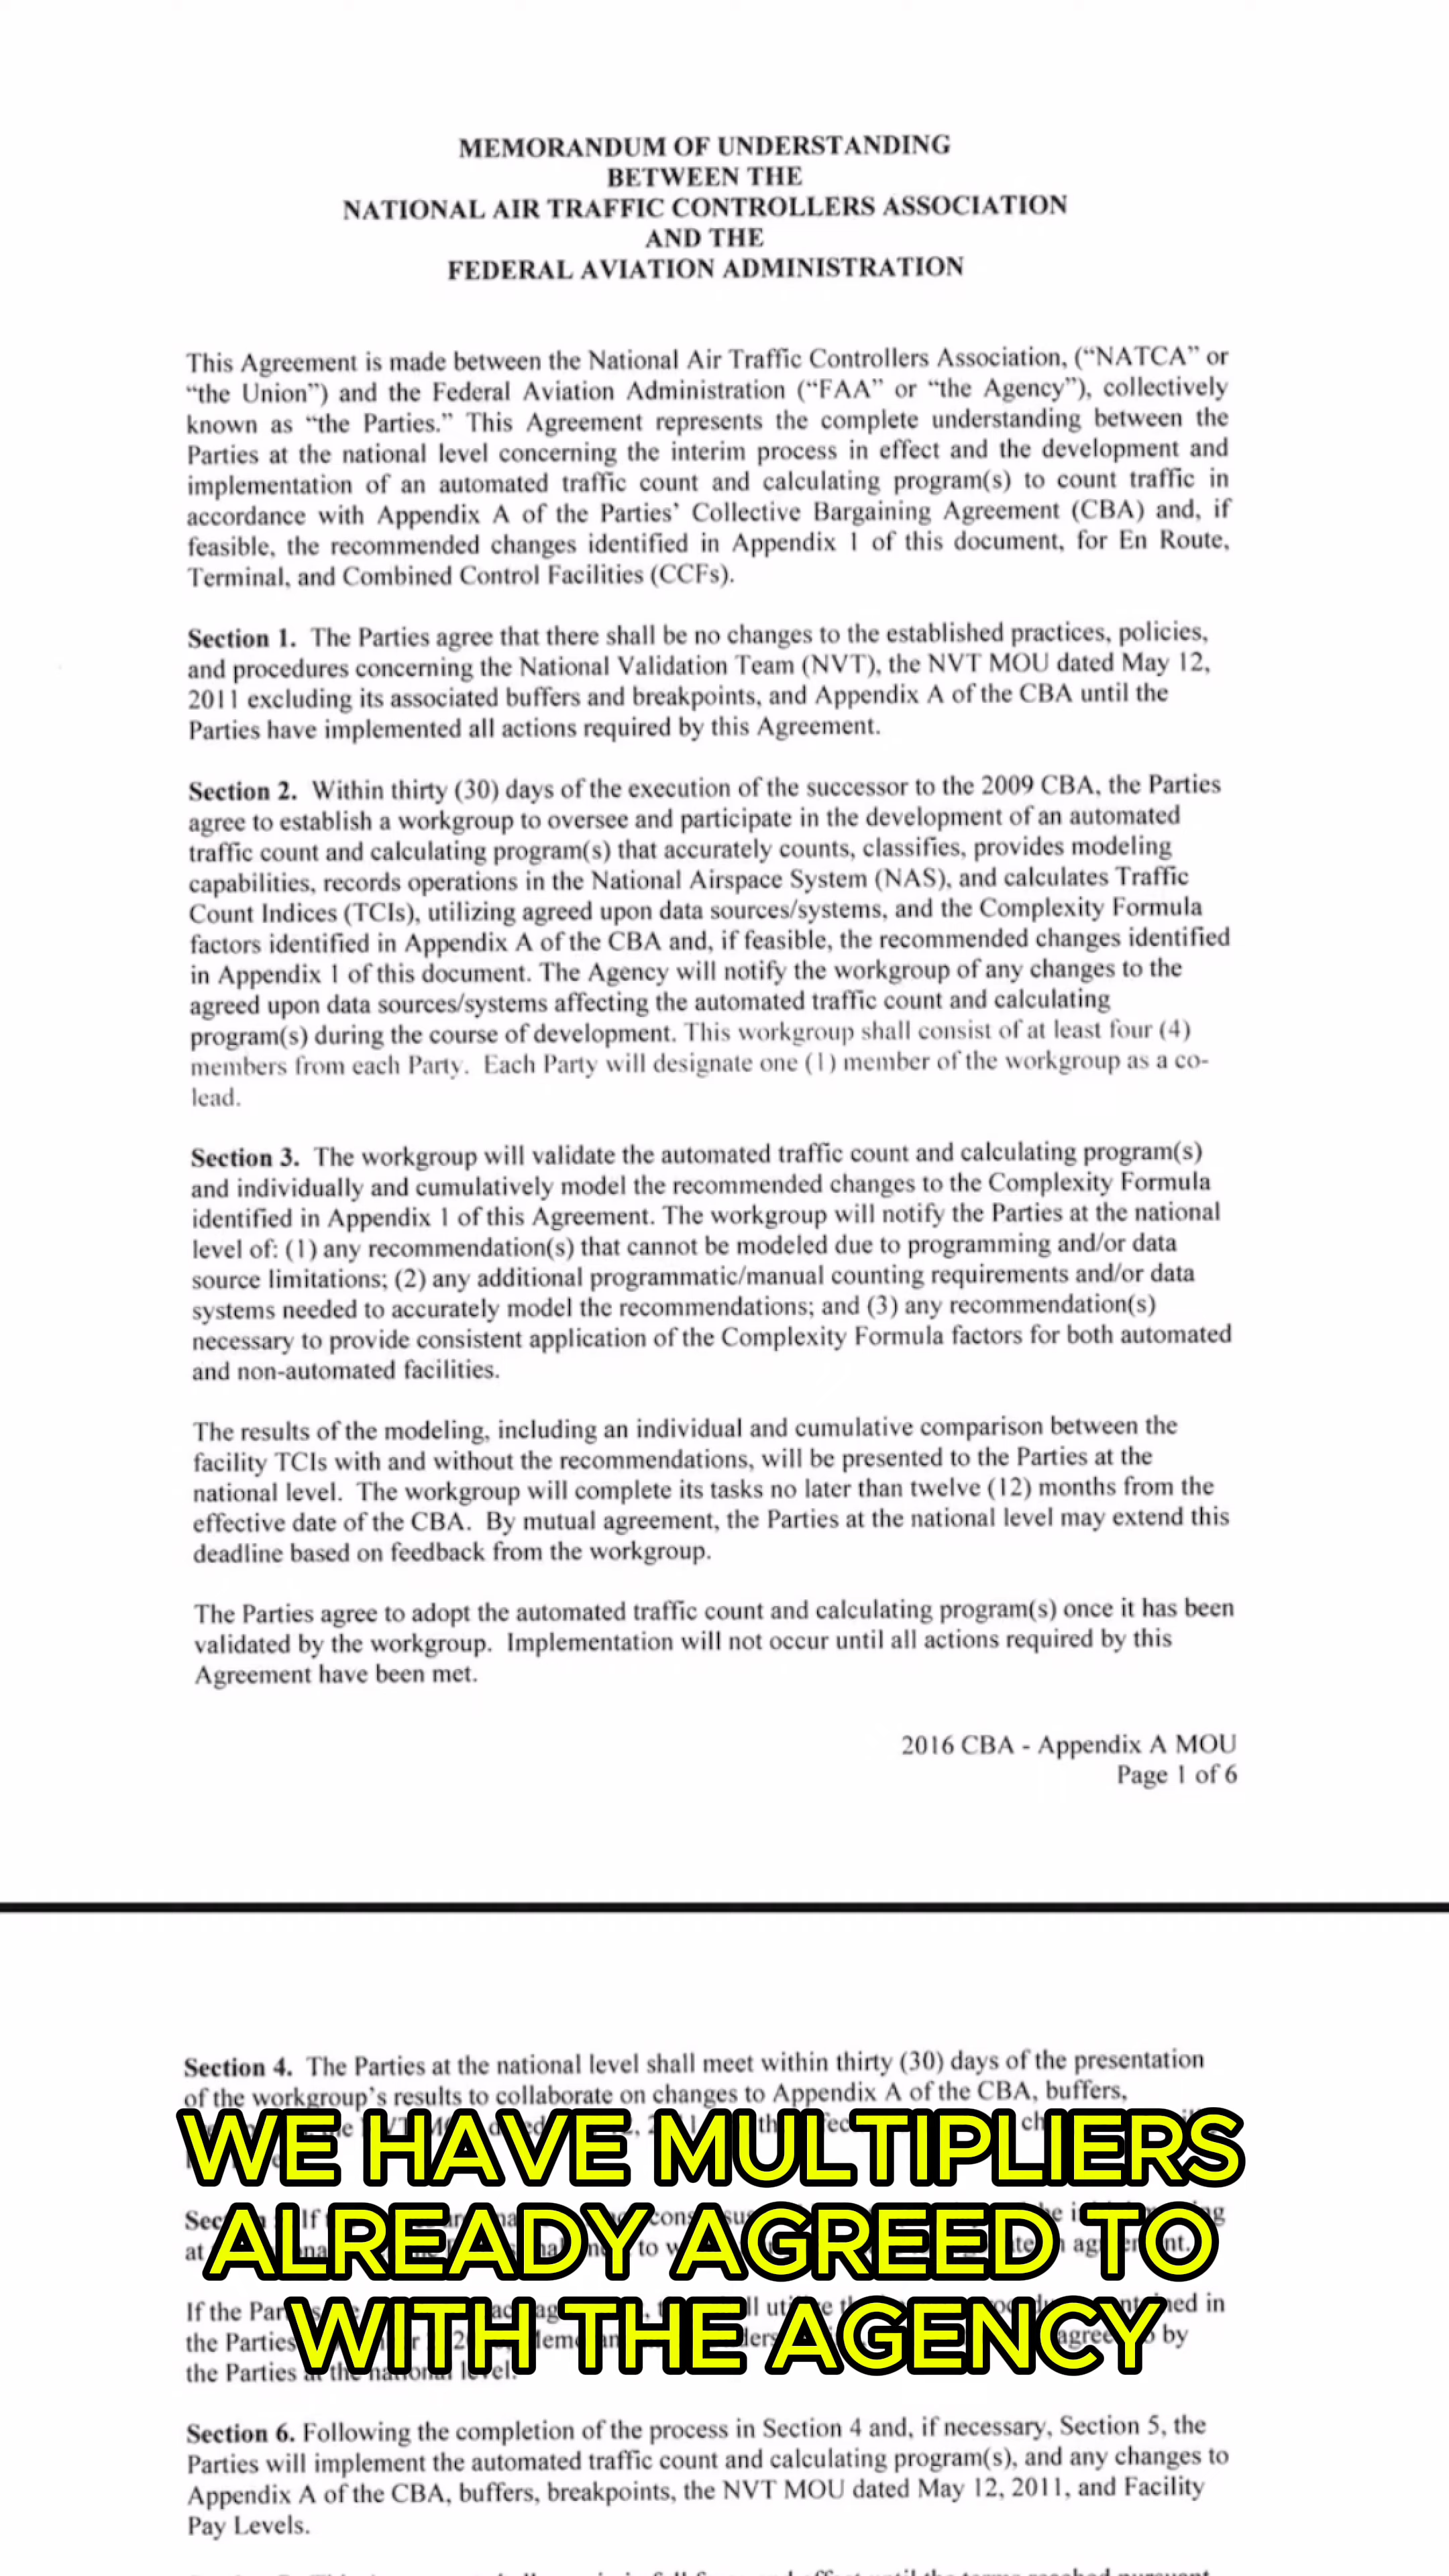 MEMORANDUM OF UNDERSTANDING
BETWEEN THE
NATIONAL AIR TRAFFIC CONTROLLERS ASSOCIATION
AND THE
FEDERAL AVIATION ADMINISTRATION
This Agreement is made between the National Air Traffic Controllers Association, (“NATCA” or
“the Union”) and the Federal Aviation Administration (“FAA” or “the Agency”), collectively
known as “the Parties.” This Agreement represents the complete understanding between the
Parties at the national level concerning the interim process in effect and the development and
implementation of an automated traffic count and calculating program(s) to count traffic in
accordance with Appendix A of the Parties’ Collective Bargaining Agreement (CBA) and, if
feasible, the recommended changes identified in Appendix 1 of this document, for En Route,
Terminal, and Combined Control Facilities (CCFs).
Section 1. The Parties agree that there shall be no changes to the established practices, policies,
and procedures concerning the National Validation Team (NVT), the NVT MOU dated May 12,
2011 excluding its associated buffers and breakpoints, and Appendix A of the CBA until the
Parties have implemented all actions required by this Agreement.
Section 2. Within thirty (30) days of the execution of the successor to the 2009 CBA, the Parties
agree to establish a workgroup to oversee and participate in the development of an automated
traffic count and calculating program(s) that accurately counts, classifies, provides modeling
capabilities, records operations in the National Airspace System (NAS), and calculates Traffic
Count Indices (TCIs), utilizing agreed upon data sources/systems, and the Complexity Formula
factors identified in Appendix A of the CBA and, if feasible, the recommended changes identified
in Appendix 1 of this document. The Agency will notify the workgroup of any changes to the
agreed upon data sources/systems affecting the automated traffic count and calculating
program(s) during the course of development. This workgroup shall consist of at least four (4)
members from each Party. Each Party will designate one (1) member of the workgroup as a co-
lead.
Section 3. The workgroup will validate the automated traffic count and calculating program(s)
and individually and cumulatively model the recommended changes to the Complexity Formula
identified in Appendix 1 of this Agreement. The workgroup will notify the Parties at the national
level of: (1) any recommendation(s) that cannot be modeled due to programming and/or data
source limitations; (2) any additional programmatic/manual counting requirements and/or data
systems needed to accurately model the recommendations; and (3) any recommendation(s)
necessary to provide consistent application of the Complexity Formula factors for both automated
and non-automated facilities.
The results of the modeling, including an individual and cumulative comparison between the
facility TCIs with and without the recommendations, will be presented to the Parties at the
national level. The workgroup will complete its tasks no later than twelve (12) months from the
effective date of the CBA. By mutual agreement, the Parties at the national level may extend this
deadline based on feedback from the workgroup.
The Parties agree to adopt the automated traffic count and calculating program(s) once it has been
validated by the workgroup. Implementation will not occur until all actions required by this
Agreement have been met.
2016 CBA - Appendix A MOU
Page 1 of 6
Section 4. The Parties at the national level shall meet within thirty (30) days of the presentation
of the workgroup’s results to collaborate on changes to Appendix A of the CBA, buffers,
WE HAVE MULTIPLIERS
ALREADY AGREED TO
WITH THE AGENCY
If the
the Parties
by
the Parties at the national level.
Section 6. Following the completion of the process in Section 4 and, if necessary, Section 5, the
Parties will implement the automated traffic count and calculating program(s), and any changes to
Appendix A of the CBA, buffers, breakpoints, the NVT MOU dated May 12, 2011, and Facility
Pay Levels.